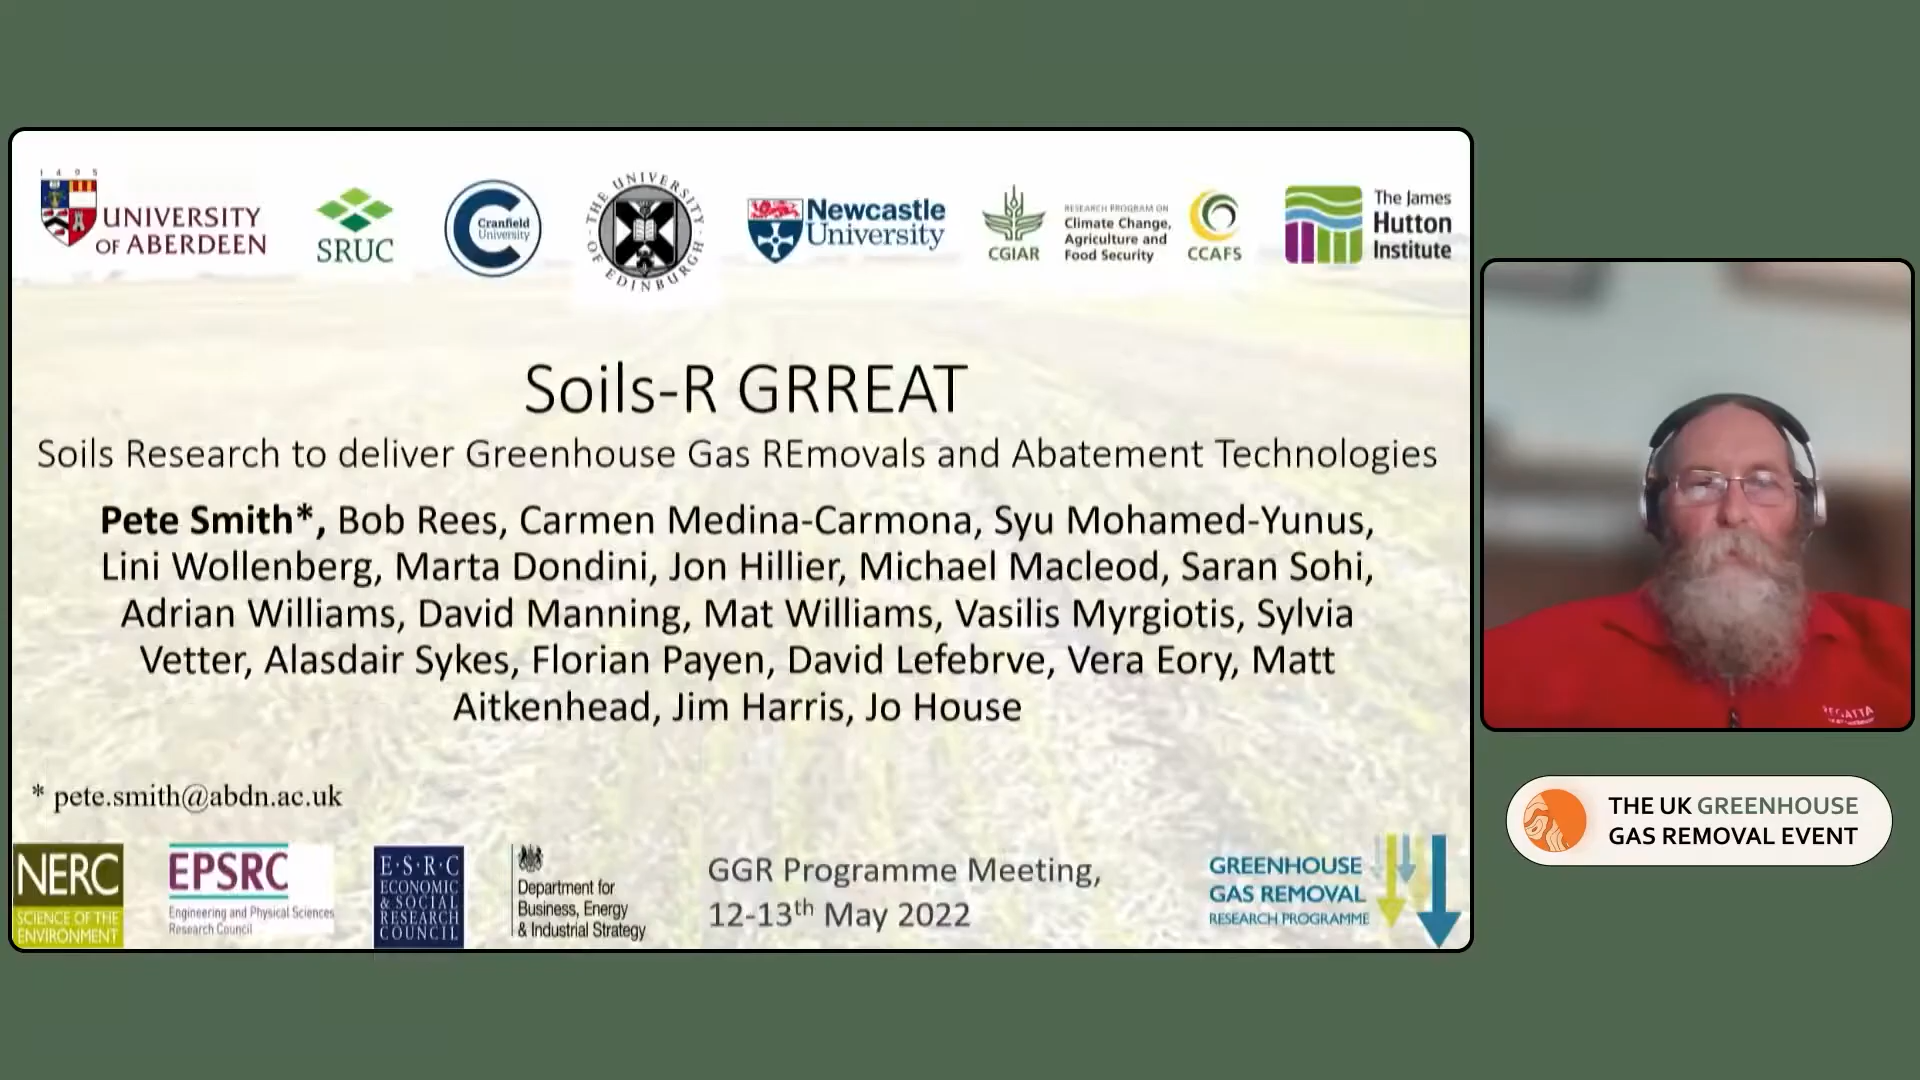 1495
UNIVERSITY
OF ABERDEEN
SRUC
Cranfield
University
THE UNIVERSITY
OF EDINBURGH
Newcastle
University
CGIAR
RESEARCH PROGRAM ON
Climate Change,
Agriculture and
Food Security
CCAFS
The James
Hutton
Institute
Soils-R GRREAT
Soils Research to deliver Greenhouse Gas REmovals and Abatement Technologies
Pete Smith*, Bob Rees, Carmen Medina-Carmona, Syu Mohamed-Yunus,
Lini Wollenberg, Marta Dondini, Jon Hillier, Michael Macleod, Saran Sohi,
Adrian Williams, David Manning, Mat Williams, Vasilis Myrgiotis, Sylvia
Vetter, Alasdair Sykes, Florian Payen, David Lefebrve, Vera Eory, Matt
Aitkenhead, Jim Harris, Jo House
* pete.smith@abdn.ac.uk
NERC
SCIENCE OF THE
ENVIRONMENT
EPSRC
Engineering and Physical Sciences
Research Council
E·S·R·C
ECONOMIC
& SOCIAL
RESEARCH
COUNCIL
Department for
Business, Energy
& Industrial Strategy
GGR Programme Meeting,
12-13th May 2022
GREENHOUSE
GAS REMOVAL
RESEARCH PROGRAMME
REGATTA
THE UK GREENHOUSE
GAS REMOVAL EVENT